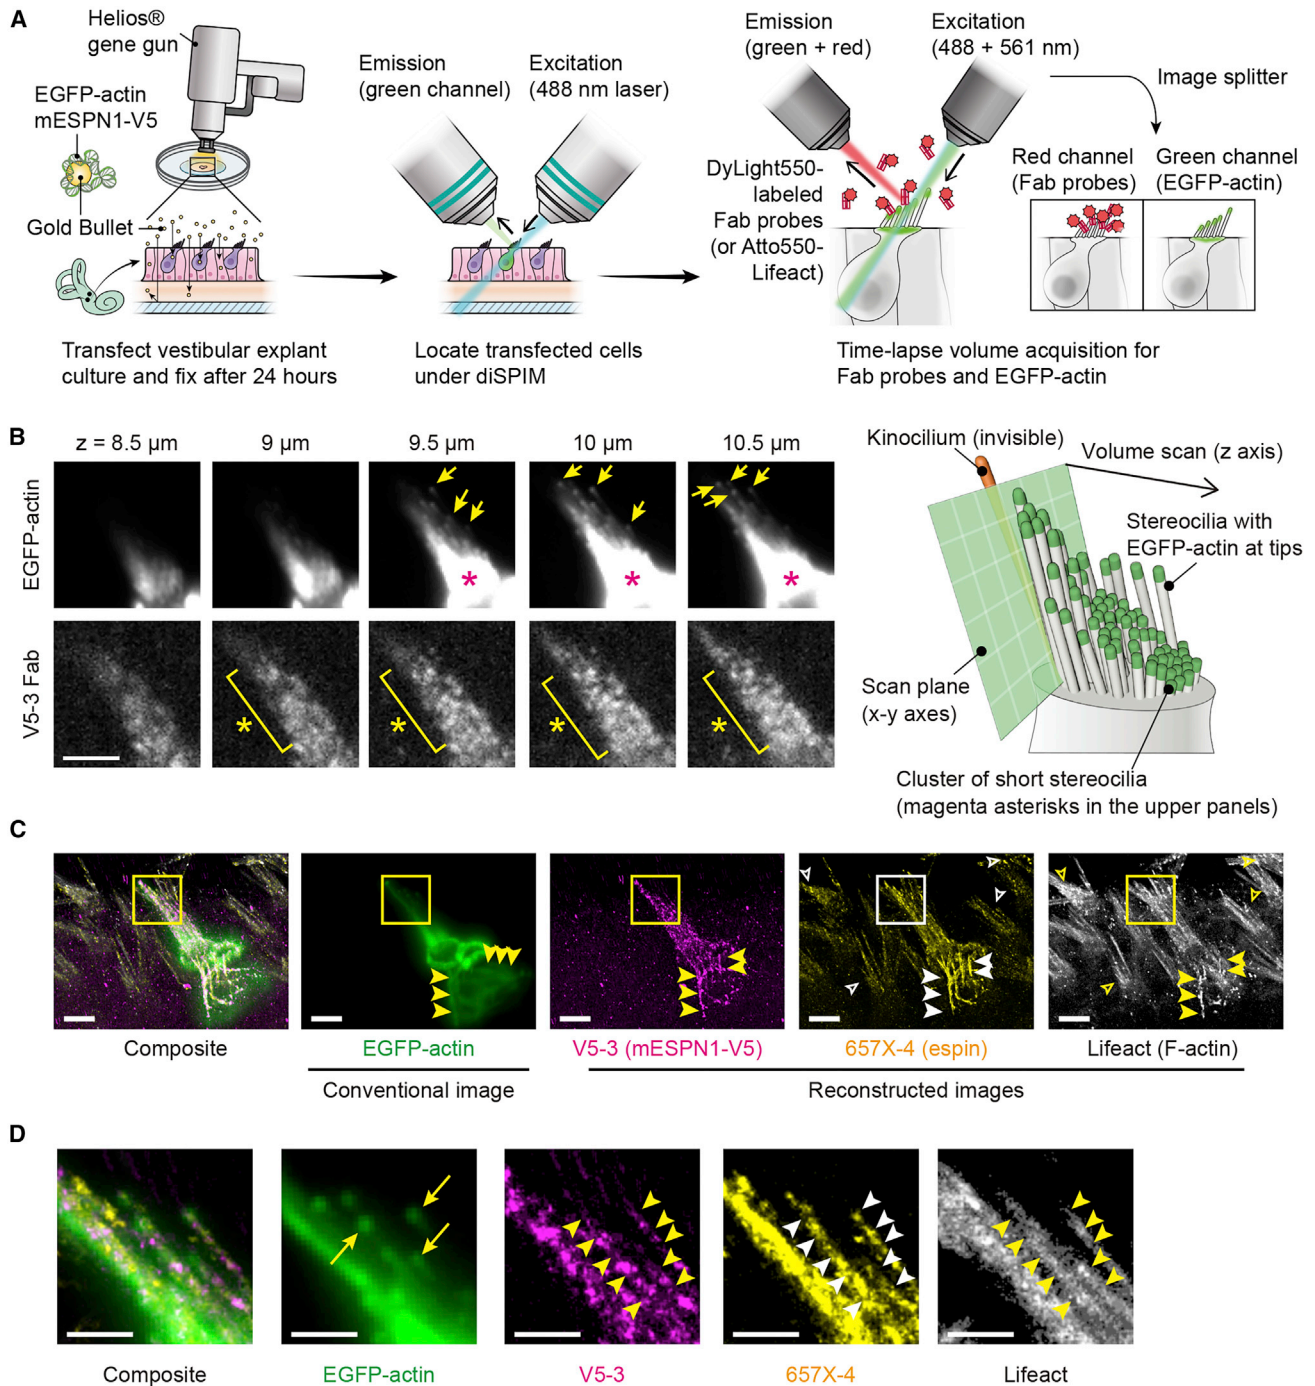 A
Helios®
gene gun
EGFP-actin
mESPN1-V5
Gold Bullet
Transfect vestibular explant
culture and fix after 24 hours
Emission
(green channel)
Excitation
(488 nm laser)
Locate transfected cells
under diSPIM
Emission
(green + red)
Excitation
(488 + 561 nm)
Image splitter
DyLight550-
labeled
Fab probes
(or Atto550-
Lifeact)
Red channel
(Fab probes)
Green channel
(EGFP-actin)
Time-lapse volume acquisition for
Fab probes and EGFP-actin
B
z = 8.5 µm
9 µm
9.5 µm
10 µm
10.5 µm
EGFP-actin
*
*
*
V5-3 Fab
*
*
*
*
Kinocilium (invisible)
Volume scan (z axis)
Stereocilia with
EGFP-actin at tips
Scan plane
(x-y axes)
Cluster of short stereocilia
(magenta asterisks in the upper panels)
C
Composite
EGFP-actin
V5-3 (mESPN1-V5)
657X-4 (espin)
Lifeact (F-actin)
Conventional image
Reconstructed images
D
Composite
EGFP-actin
V5-3
657X-4
Lifeact